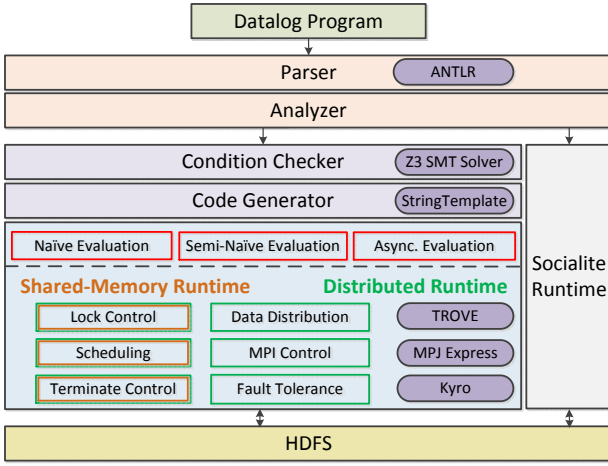 Datalog Program
Parser
ANTLR
Analyzer
Condition Checker
Z3 SMT Solver
Code Generator
StringTemplate
Naïve Evaluation
Semi-Naïve Evaluation
Async. Evaluation
Socialite
Runtime
Shared-Memory Runtime
Distributed Runtime
Lock Control
Data Distribution
TROVE
Scheduling
MPI Control
MPJ Express
Terminate Control
Fault Tolerance
Kyro
HDFS